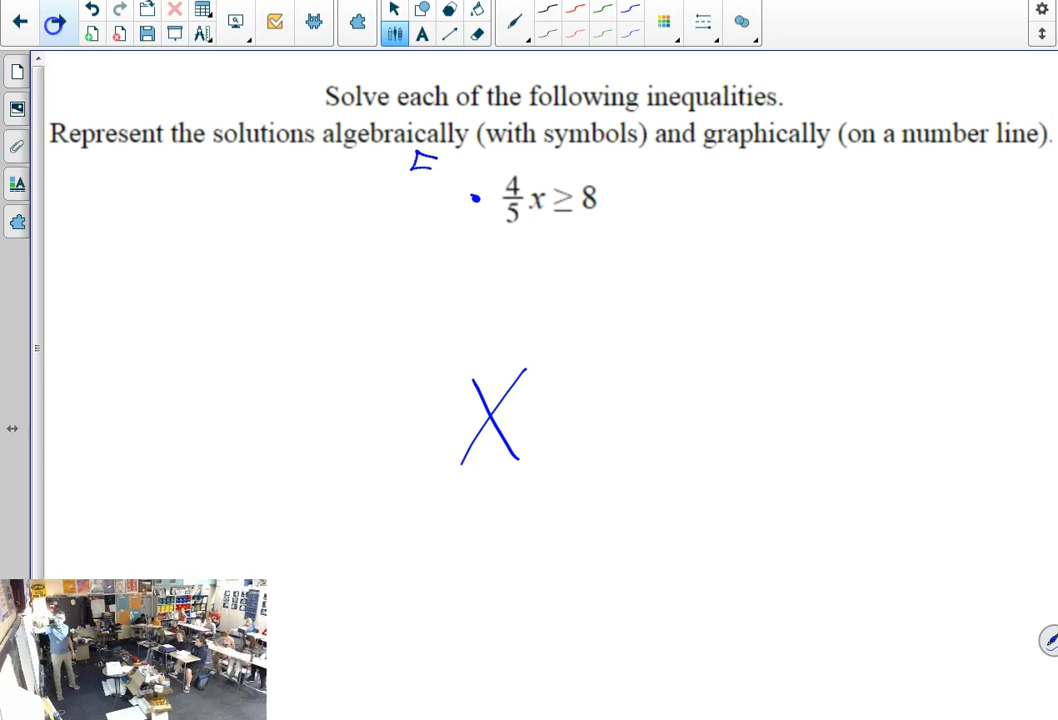 Solve each of the following inequalities.
Represent the solutions algebraically (with symbols) and graphically (on a number line).
5
• 4/5 x ≥ 8
X